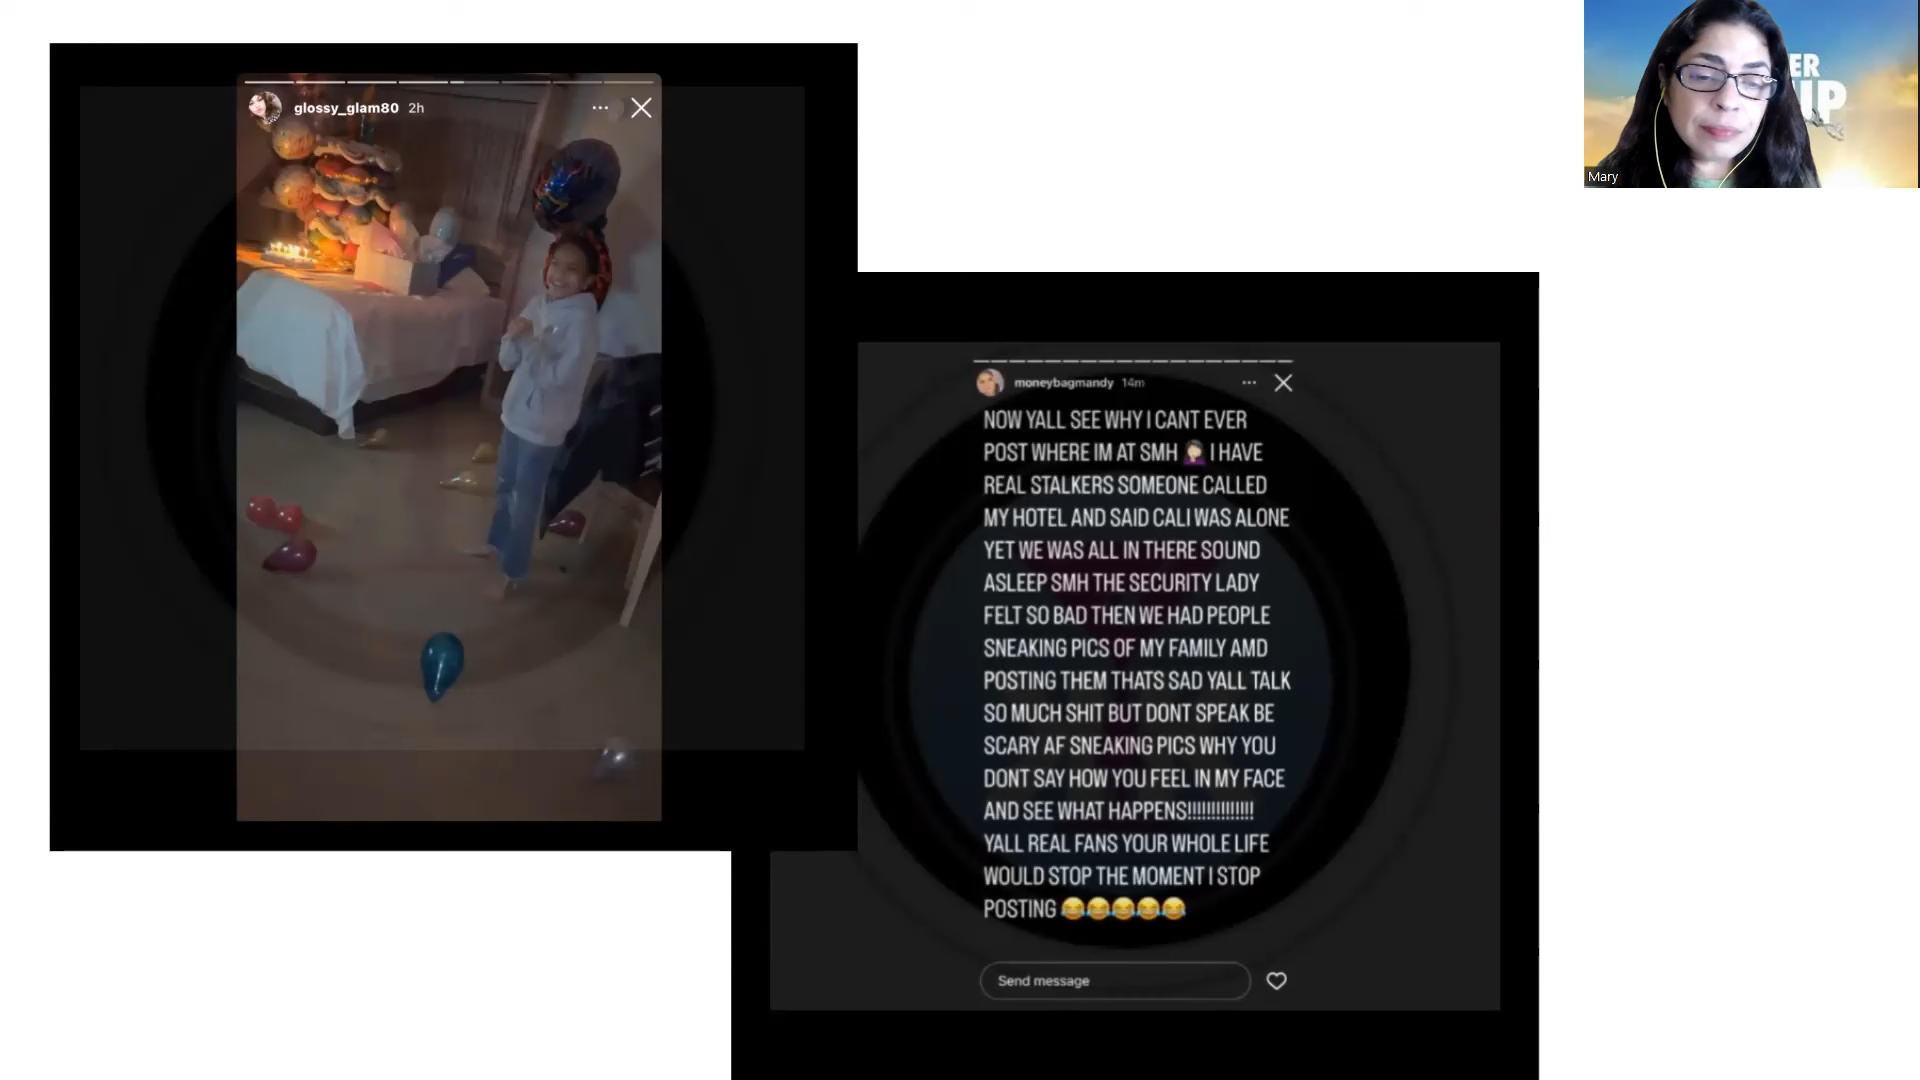 glossy_glam80 2h
moneybagmandy 14m
NOW YALL SEE WHY I CANT EVER
POST WHERE IM AT SMH 🤦🏻‍♀️ I HAVE
REAL STALKERS SOMEONE CALLED
MY HOTEL AND SAID CALI WAS ALONE
YET WE WAS ALL IN THERE SOUND
ASLEEP SMH THE SECURITY LADY
FELT SO BAD THEN WE HAD PEOPLE
SNEAKING PICS OF MY FAMILY AMD
POSTING THEM THATS SAD YALL TALK
SO MUCH SHIT BUT DONT SPEAK BE
SCARY AF SNEAKING PICS WHY YOU
DONT SAY HOW YOU FEEL IN MY FACE
AND SEE WHAT HAPPENS!!!!!!!!!!!!!!
YALL REAL FANS YOUR WHOLE LIFE
WOULD STOP THE MOMENT I STOP
POSTING 😂😂😂😂😂
Send message
ER
UP
Mary